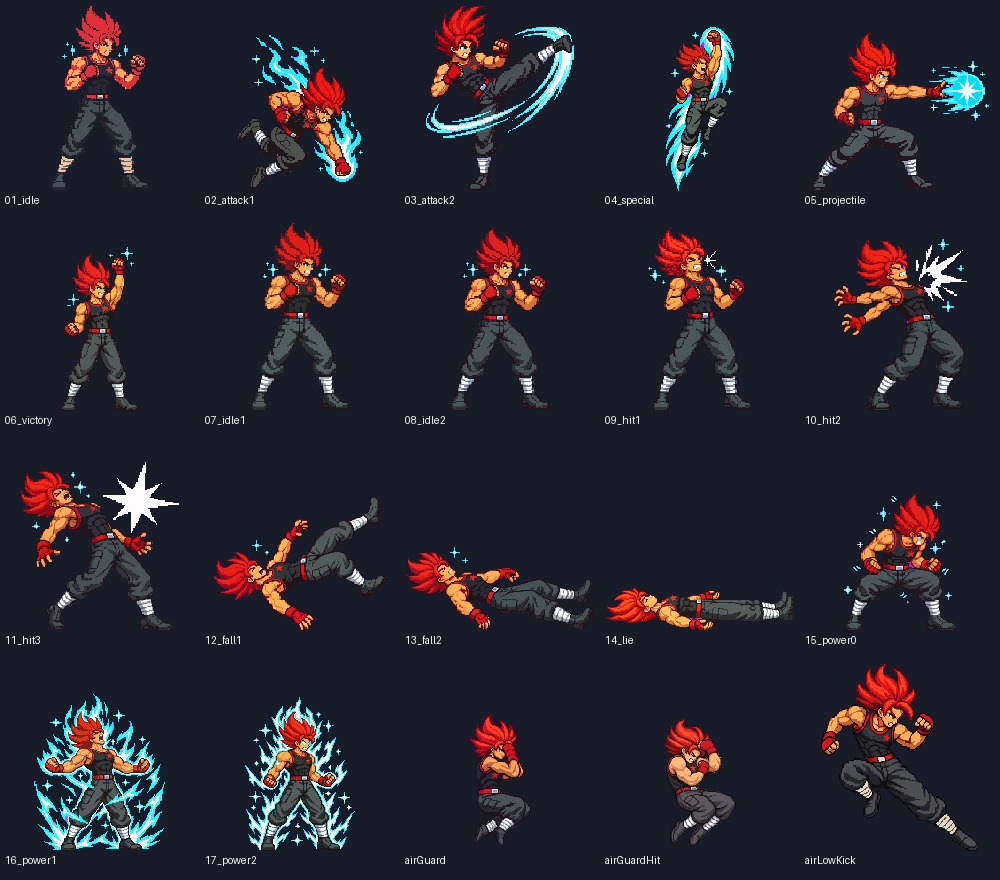 01_idle
02_attack1
03_attack2
04_special
05_projectile
06_victory
07_idle1
08_idle2
09_hit1
10_hit2
11_hit3
12_fall1
13_fall2
14_lie
15_power0
16_power1
17_power2
airGuard
airGuardHit
airLowKick